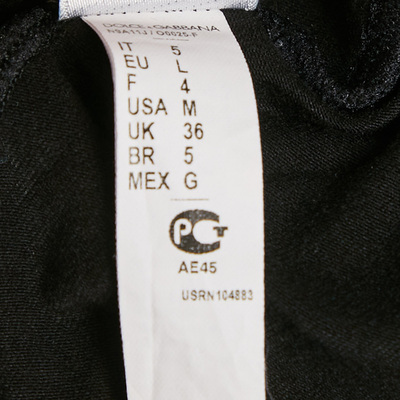 DOLCE & GABBANA
IT 5
EU L
F 4
USA M
UK 36
BR 5
MEX G
PCT
AE45
USRN104883